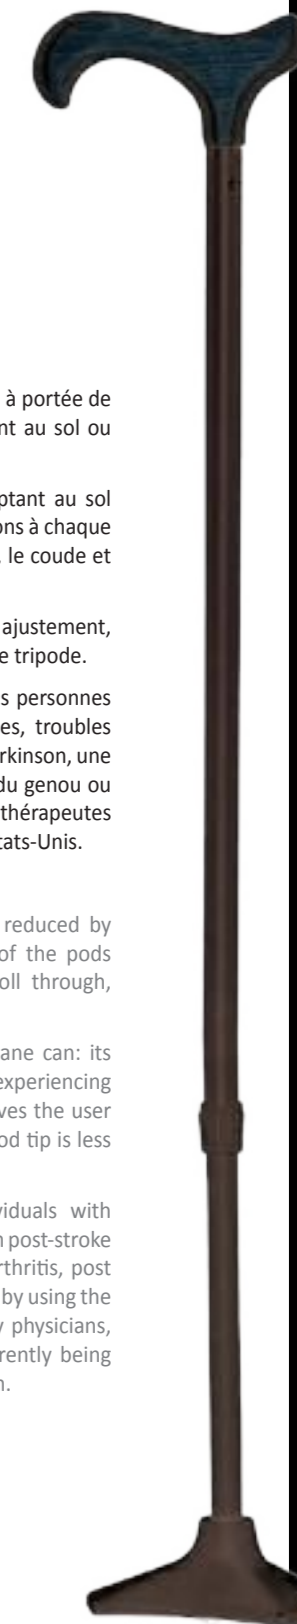 à portée de
nt au sol ou
ptant au sol
ons à chaque
le coude et
ajustement,
e tripode.
s personnes
es, troubles
rkinson, une
du genou ou
thérapeutes
tats-Unis.
reduced by
of the pods
oll through,
ane can: its
experiencing
ves the user
od tip is less
viduals with
n post-stroke
rthritis, post
by using the
y physicians,
rently being
n.